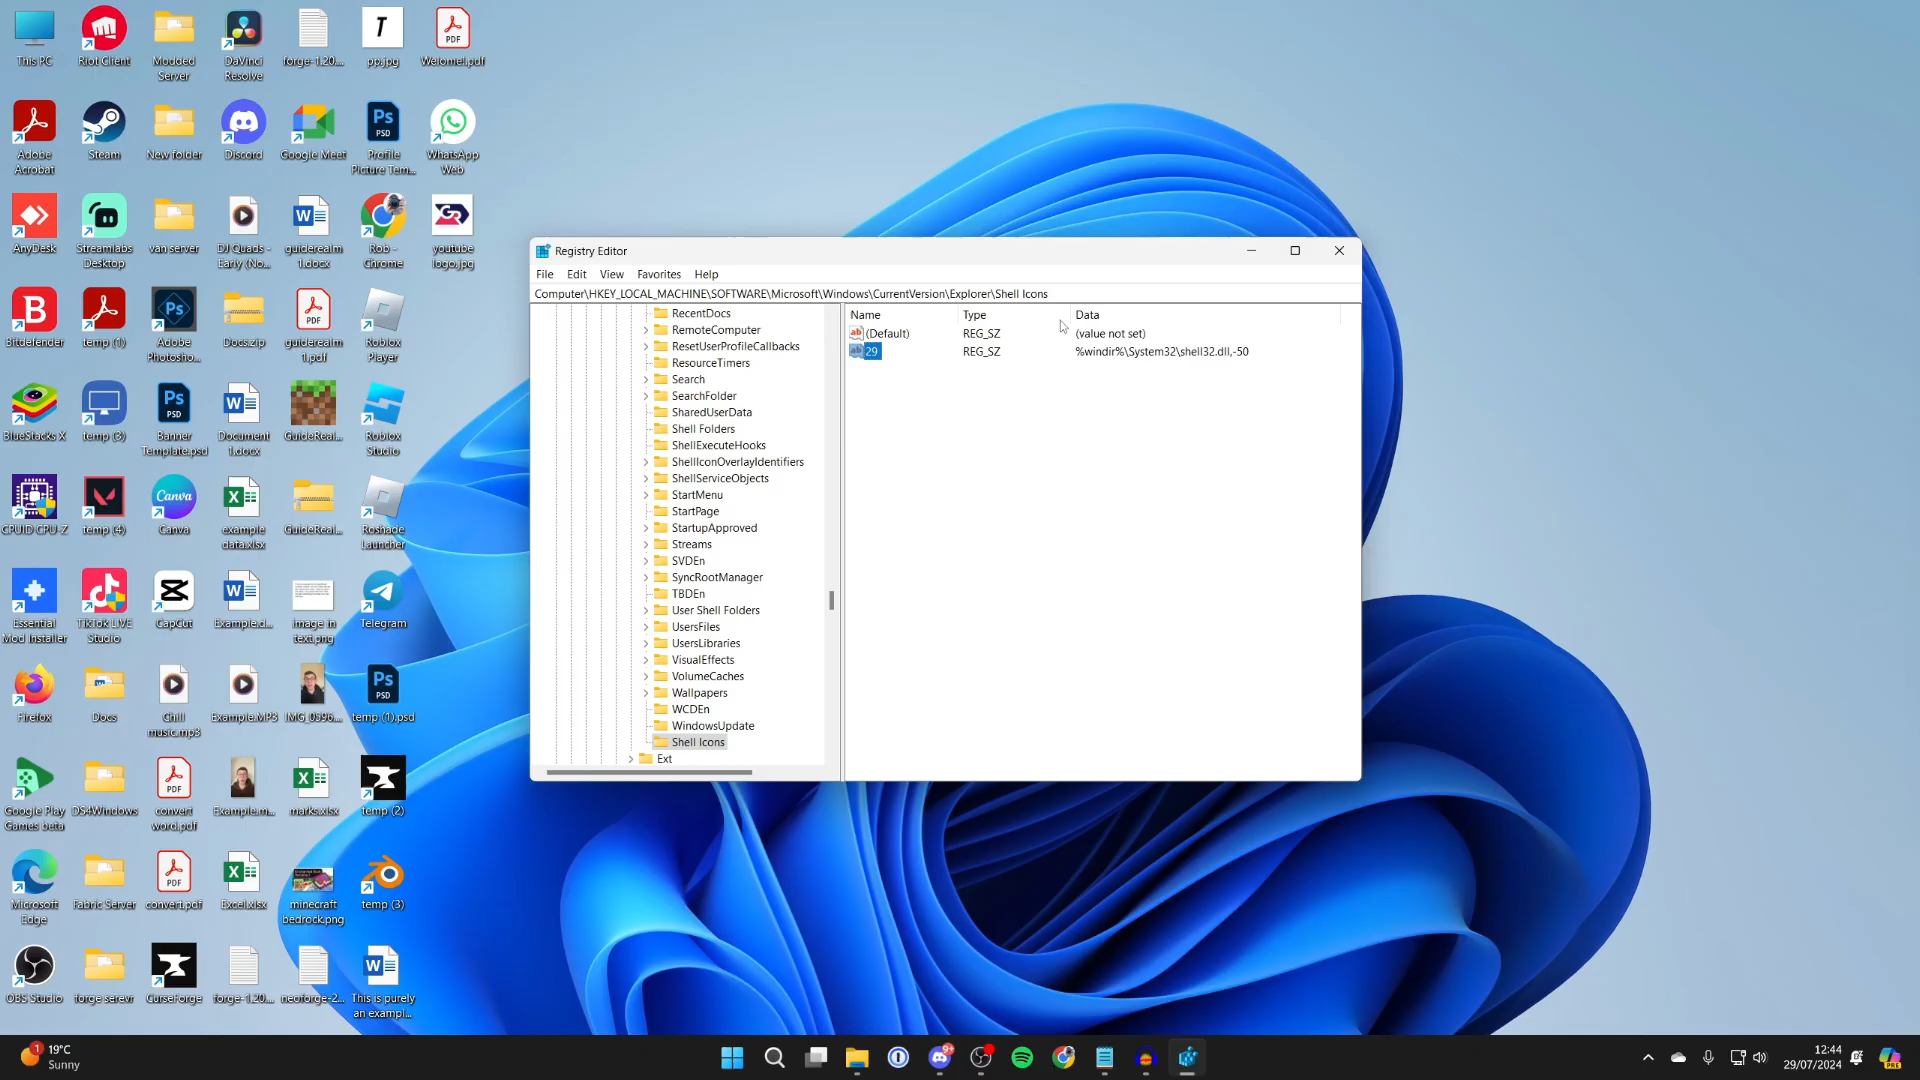 This PC
Riot Client
Modded
Server
DaVinci
Resolve
forge-1.20...
pp.jpg
Welome!.pdf
Adobe
Acrobat
Steam
New folder
Discord
Google Meet
Profile
Picture Tem...
WhatsApp
Web
AnyDesk
Streamlabs
Desktop
van server
DJ Quads -
Early (No...
guiderealm
1.docx
Rob -
Chrome
youtube
logo.jpg
Bitdefender
temp (1)
Adobe
Photosho...
Docs.zip
guiderealm
1.pdf
Roblox
Player
BlueStacks X
temp (3)
Banner
Template.psd
Document
1.docx
GuideReal...
Roblox
Studio
CPUID CPU-Z
temp (4)
Canva
example
data.xlsx
GuideReal...
Roshade
Launcher
Essential
Mod Installer
TikTok LIVE
Studio
CapCut
Example.d...
image in
text.png
Telegram
Firefox
Docs
Chill
music.mp3
Example.MP3
IMG_0596...
temp (1).psd
Google Play
Games beta
DS4Windows
convert
word.pdf
Example.m...
marks.xlsx
temp (2)
Microsoft
Edge
Fabric Server
convert.pdf
Excel.xlsx
minecraft
bedrock.png
temp (3)
OBS Studio
forge serevr
CurseForge
forge-1.20...
neoforge-2...
This is purely
an exampl...
Registry Editor
File Edit View Favorites Help
Computer\HKEY_LOCAL_MACHINE\SOFTWARE\Microsoft\Windows\CurrentVersion\Explorer\Shell Icons
RecentDocs
RemoteComputer
ResetUserProfileCallbacks
ResourceTimers
Search
SearchFolder
SharedUserData
Shell Folders
ShellExecuteHooks
ShellIconOverlayIdentifiers
ShellServiceObjects
StartMenu
StartPage
StartupApproved
Streams
SVDEn
SyncRootManager
TBDEn
User Shell Folders
UsersFiles
UsersLibraries
VisualEffects
VolumeCaches
Wallpapers
WCDEn
WindowsUpdate
Shell Icons
Ext
Name Type Data
(Default) REG_SZ (value not set)
29 REG_SZ %windir%\System32\shell32.dll,-50
1
19°C
Sunny
9+
12:44
29/07/2024
PRE